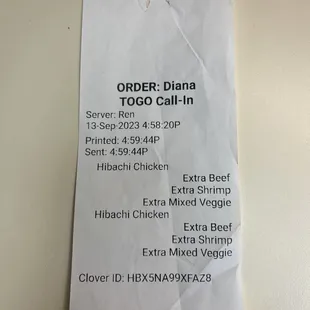 ORDER: Diana
TOGO Call-In
Server: Ren
13-Sep-2023 4:58:20P
Printed: 4:59:44P
Sent: 4:59:44P
Hibachi Chicken
Extra Beef
Extra Shrimp
Extra Mixed Veggie
Hibachi Chicken
Extra Beef
Extra Shrimp
Extra Mixed Veggie
Clover ID: HBX5NA99XFAZ8